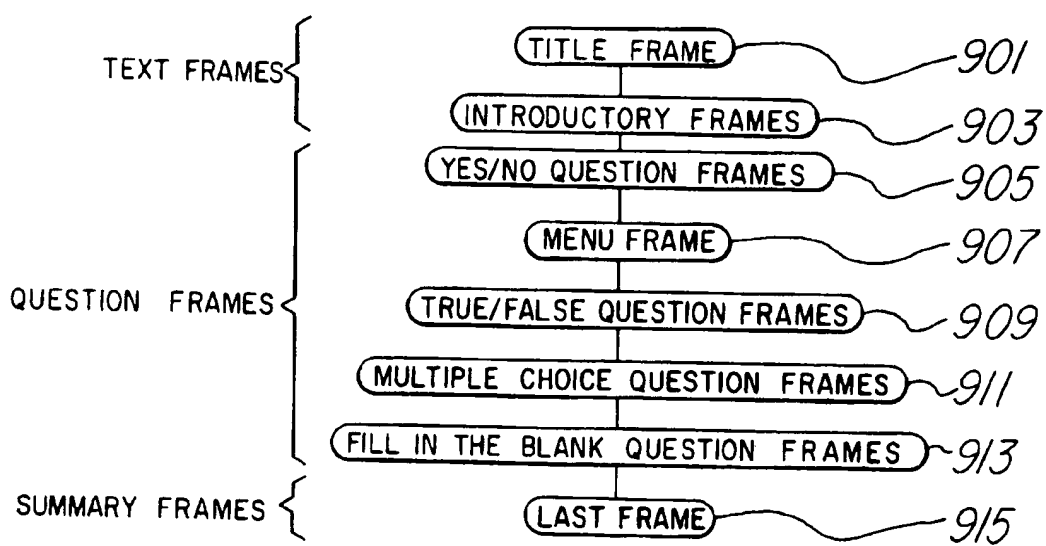 TEXT FRAMES
TITLE FRAME 901
INTRODUCTORY FRAMES 903
QUESTION FRAMES
YES/NO QUESTION FRAMES 905
MENU FRAME 907
TRUE/FALSE QUESTION FRAMES 909
MULTIPLE CHOICE QUESTION FRAMES 911
FILL IN THE BLANK QUESTION FRAMES 913
SUMMARY FRAMES
LAST FRAME 915